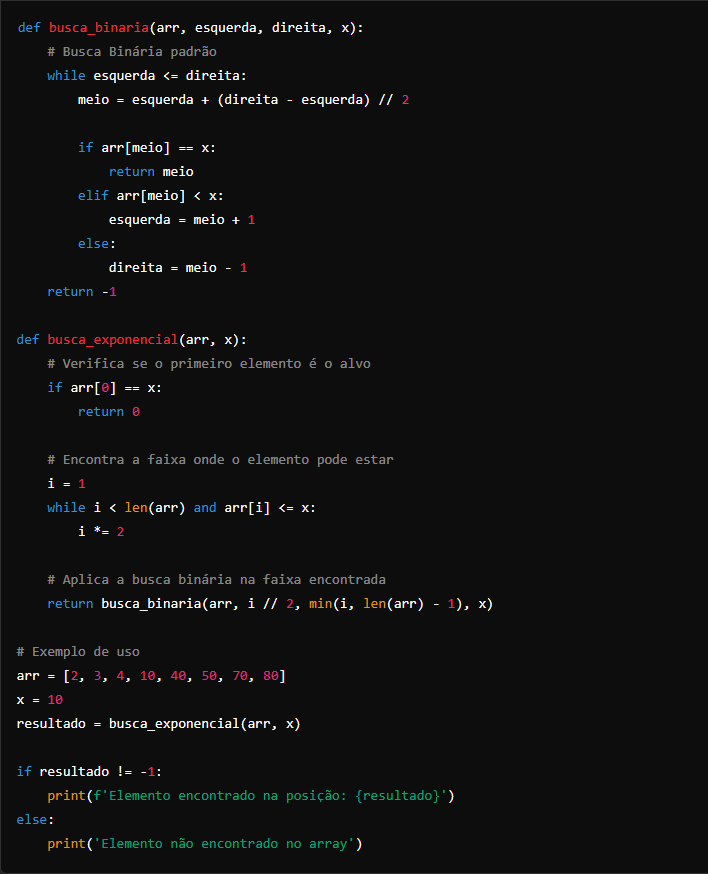 def busca_binaria(arr, esquerda, direita, x):
    # Busca Binária padrão
    while esquerda <= direita:
        meio = esquerda + (direita - esquerda) // 2

        if arr[meio] == x:
            return meio
        elif arr[meio] < x:
            esquerda = meio + 1
        else:
            direita = meio - 1
    return -1

def busca_exponencial(arr, x):
    # Verifica se o primeiro elemento é o alvo
    if arr[0] == x:
        return 0

    # Encontra a faixa onde o elemento pode estar
    i = 1
    while i < len(arr) and arr[i] <= x:
        i *= 2

    # Aplica a busca binária na faixa encontrada
    return busca_binaria(arr, i // 2, min(i, len(arr) - 1), x)

# Exemplo de uso
arr = [2, 3, 4, 10, 40, 50, 70, 80]
x = 10
resultado = busca_exponencial(arr, x)

if resultado != -1:
    print(f'Elemento encontrado na posição: {resultado}')
else:
    print('Elemento não encontrado no array')